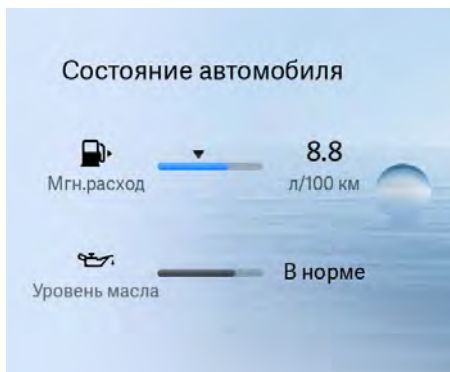 Состояние автомобиля
8.8
Мгн.расход
л/100 км
В норме
Уровень масла